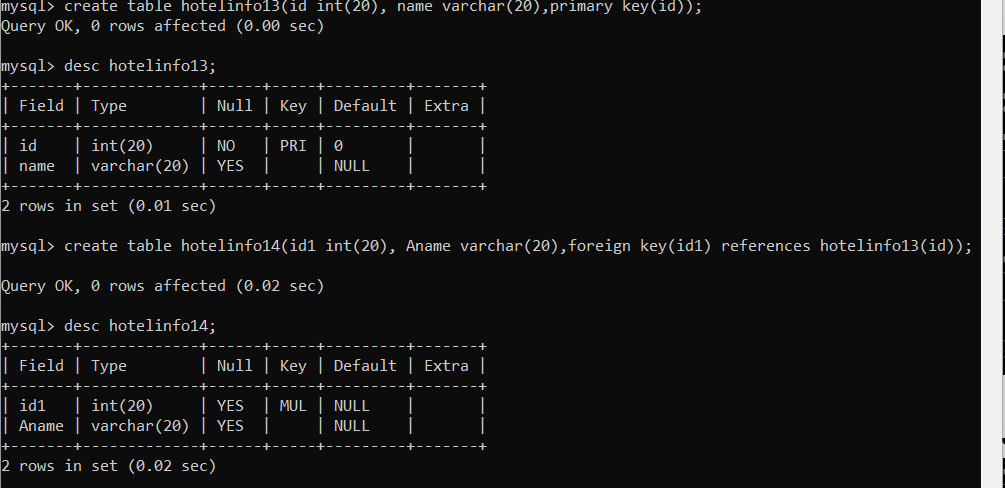 mysql> create table hotelinfo13(id int(20), name varchar(20),primary key(id));
Query OK, 0 rows affected (0.00 sec)
mysql> desc hotelinfo13;
+-------+-------------+------+-----+---------+-------+
| Field | Type        | Null | Key | Default | Extra |
+-------+-------------+------+-----+---------+-------+
| id    | int(20)     | NO   | PRI | 0       |       |
| name  | varchar(20) | YES  |     | NULL    |       |
+-------+-------------+------+-----+---------+-------+
2 rows in set (0.01 sec)
mysql> create table hotelinfo14(id1 int(20), Aname varchar(20),foreign key(id1) references hotelinfo13(id));
Query OK, 0 rows affected (0.02 sec)
mysql> desc hotelinfo14;
+-------+-------------+------+-----+---------+-------+
| Field | Type        | Null | Key | Default | Extra |
+-------+-------------+------+-----+---------+-------+
| id1   | int(20)     | YES  | MUL | NULL    |       |
| Aname | varchar(20) | YES  |     | NULL    |       |
+-------+-------------+------+-----+---------+-------+
2 rows in set (0.02 sec)